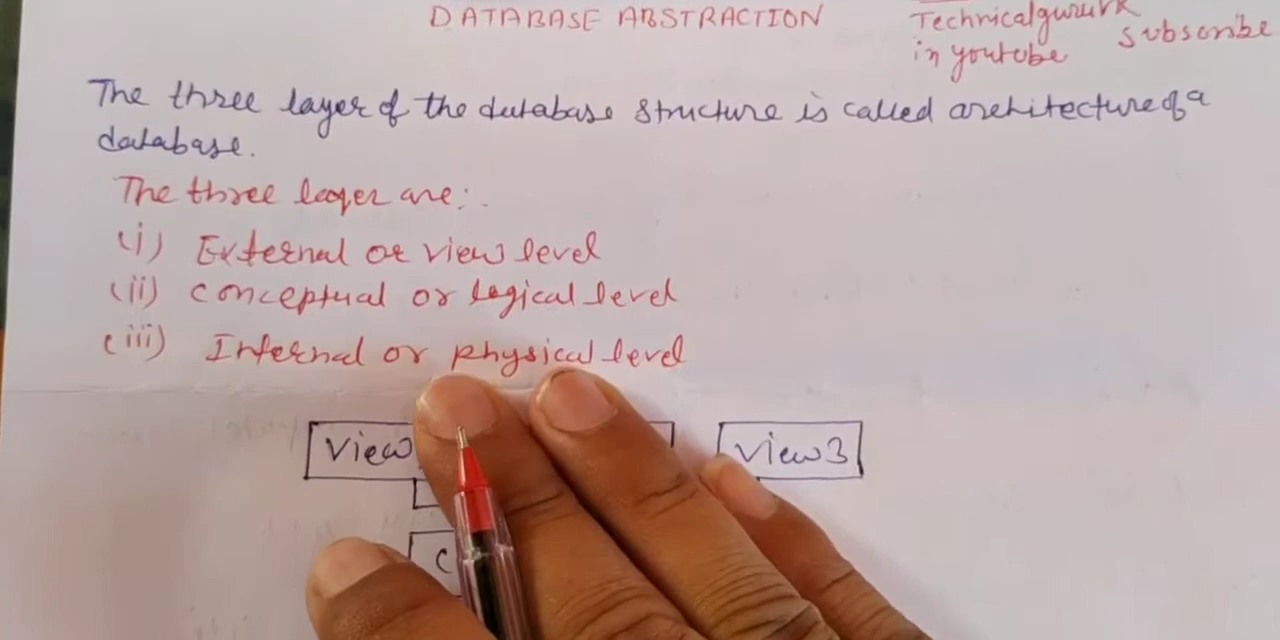 DATABASE ABSTRACTION
Technicalguruvk
in youtube
Subscribe
The three layer of the database structure is called architecture of a
database.
The three layer are:
(i) External or view level
(ii) conceptual or logical level
(iii) Internal or physical level
View
View3
C